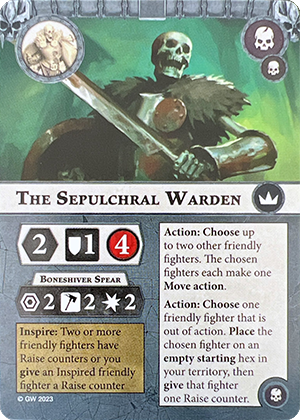 THE SEPULCHRAL WARDEN
2 1 4
BONESHIVER SPEAR
2 2 2
Inspire: Two or more
friendly fighters have
Raise counters or you
give an Inspired friendly
fighter a Raise counter
© GW 2023
Action: Choose up
to two other friendly
fighters. The chosen
fighters each make one
Move action.
Action: Choose one
friendly fighter that
is out of action. Place the
chosen fighter on an
empty starting hex in
your territory, then
give that fighter
one Raise counter.